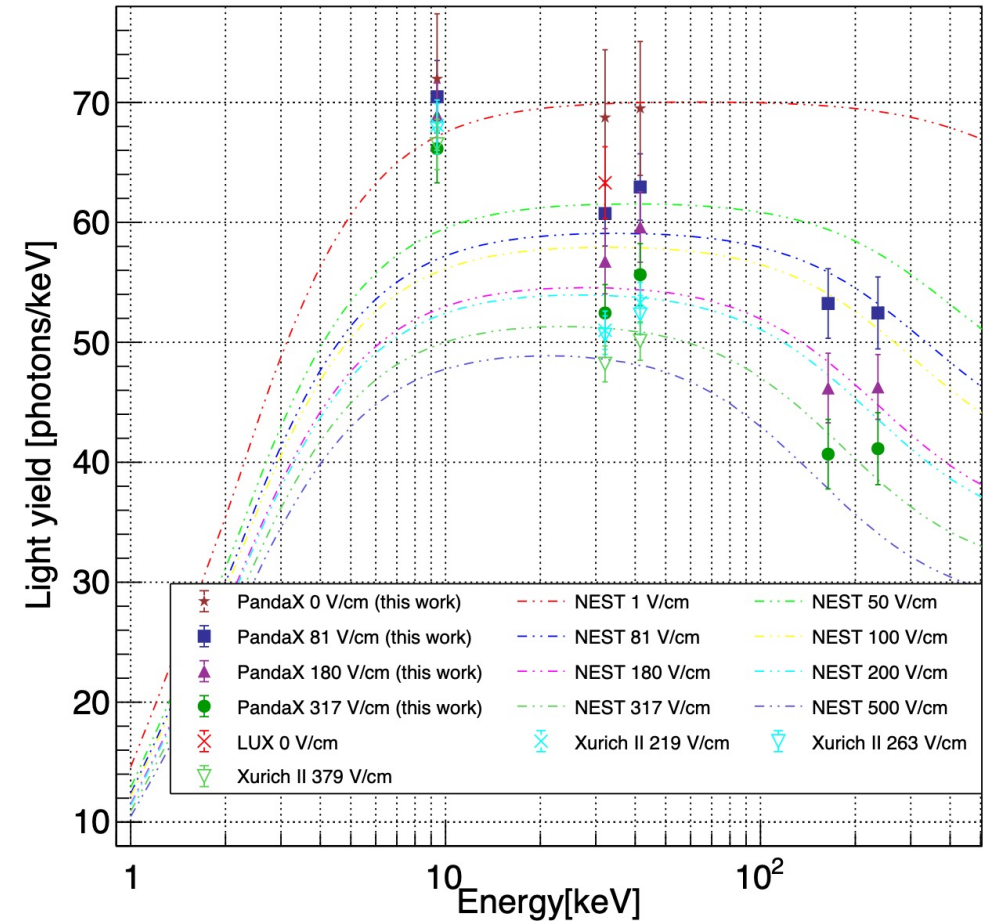 Light yield [photons/keV]
70
60
50
40
30
20
10
PandaX 0 V/cm (this work) NEST 1 V/cm NEST 50 V/cm
PandaX 81 V/cm (this work) NEST 81 V/cm NEST 100 V/cm
PandaX 180 V/cm (this work) NEST 180 V/cm NEST 200 V/cm
PandaX 317 V/cm (this work) NEST 317 V/cm NEST 500 V/cm
LUX 0 V/cm Xurich II 219 V/cm Xurich II 263 V/cm
Xurich II 379 V/cm
1 10 10²
Energy[keV]